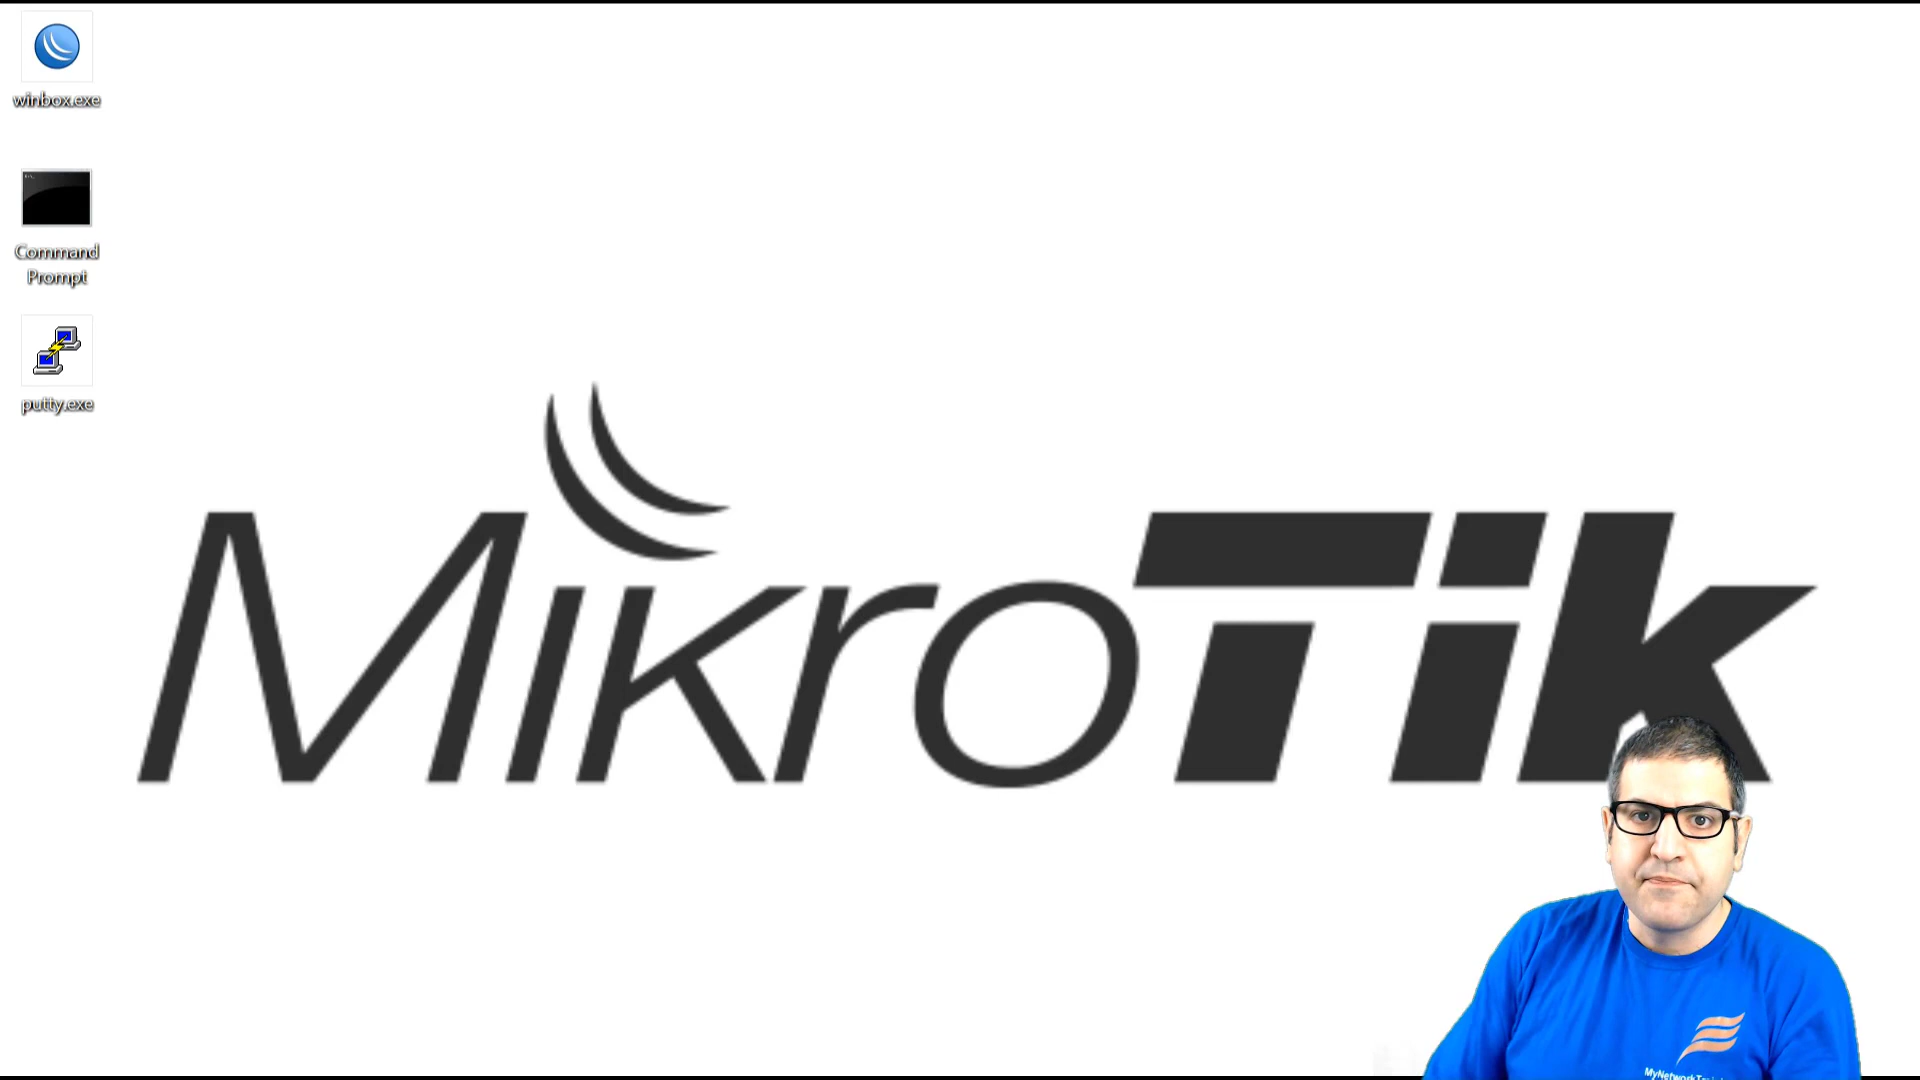 winbox.exe
Command
Prompt
putty.exe
MikroTik